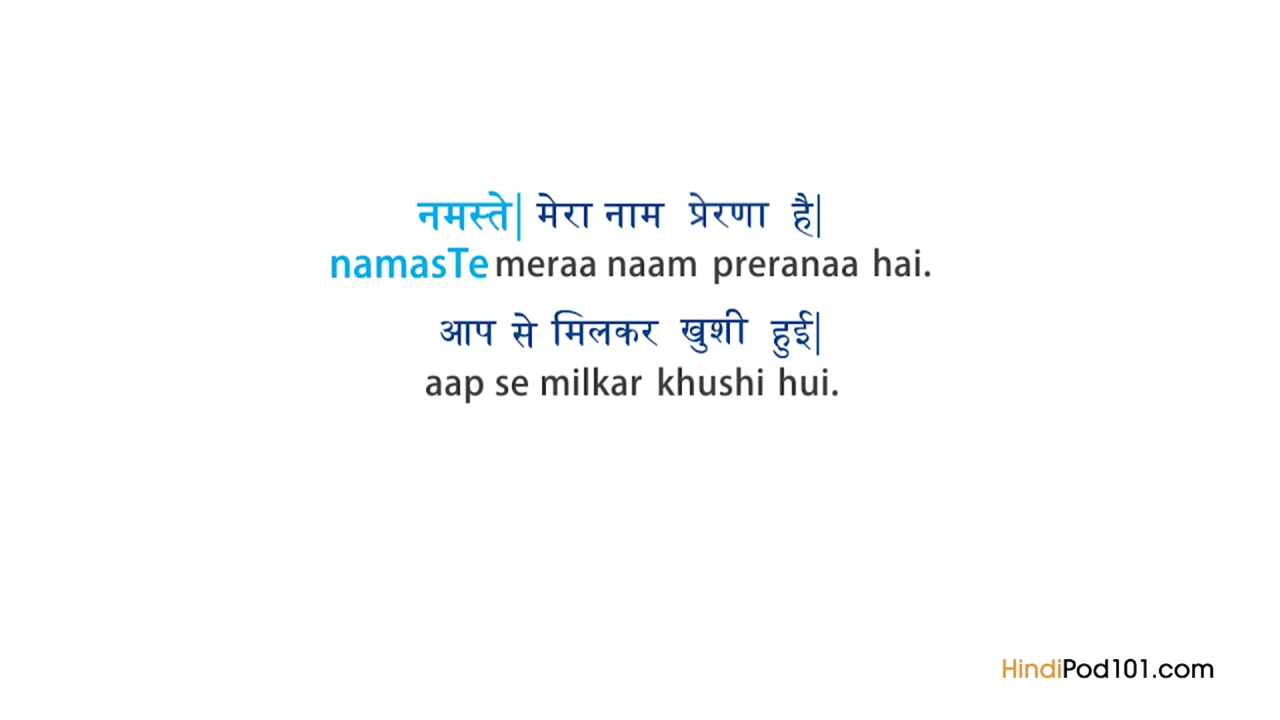 नमस्ते| मेरा नाम प्रेरणा है|
namasTe meraa naam preranaa hai.
आप से मिलकर खुशी हुई|
aap se milkar khushi hui.
HindiPod101.com